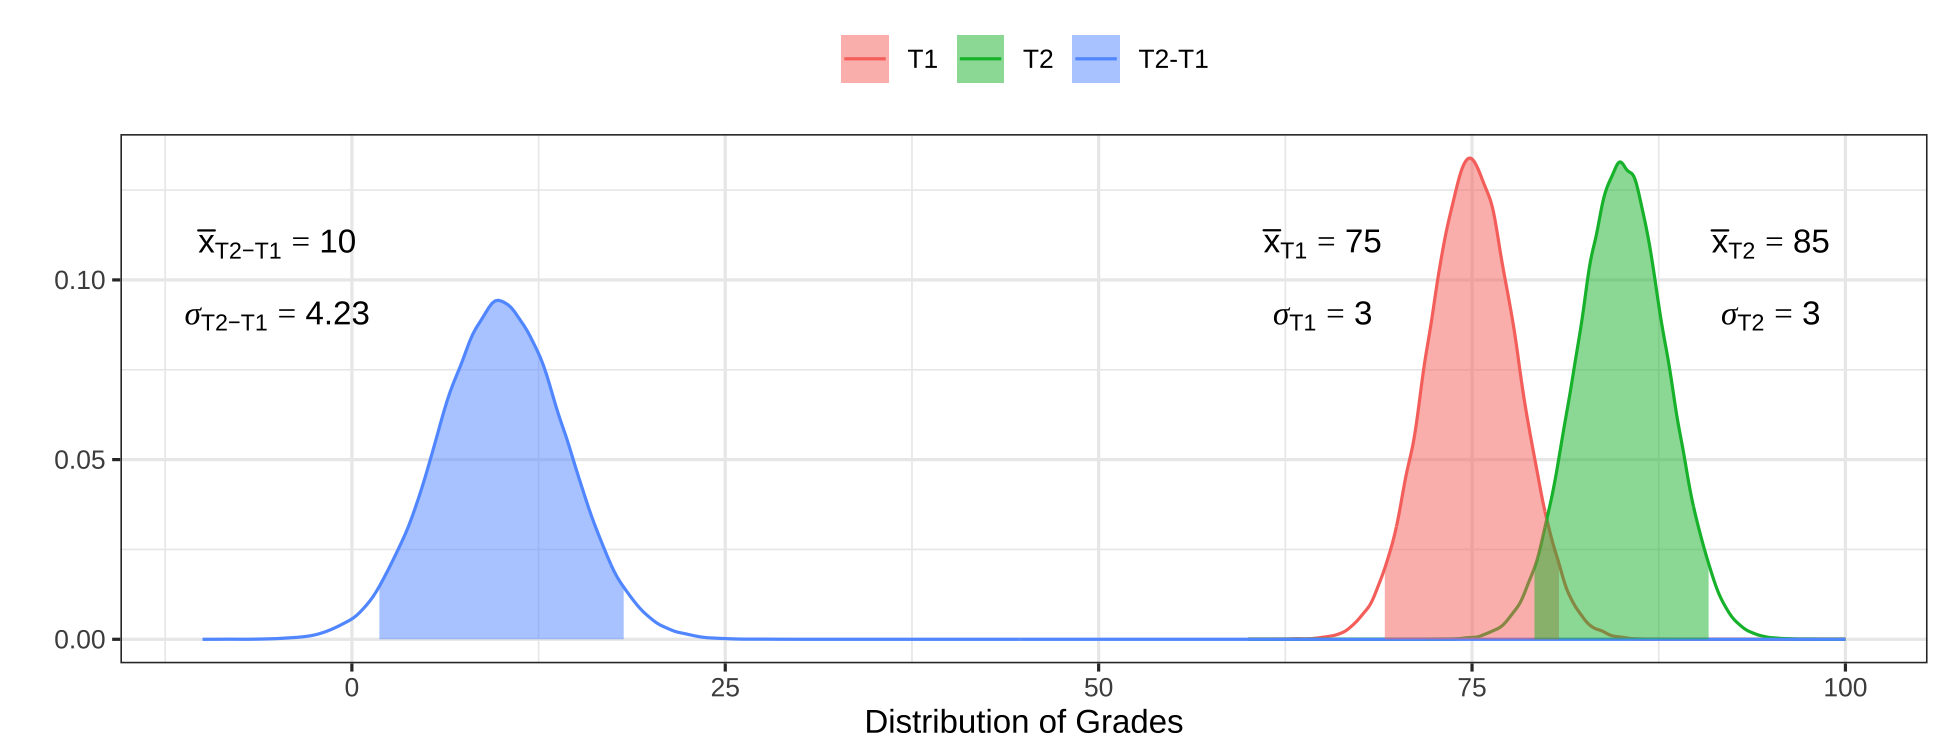 T1 T2 T2-T1
x̄T2−T1 = 10 x̄T1 = 75 x̄T2 = 85
σT2−T1 = 4.23 σT1 = 3 σT2 = 3
0.10
0.05
0.00
0 25 50 75 100
Distribution of Grades